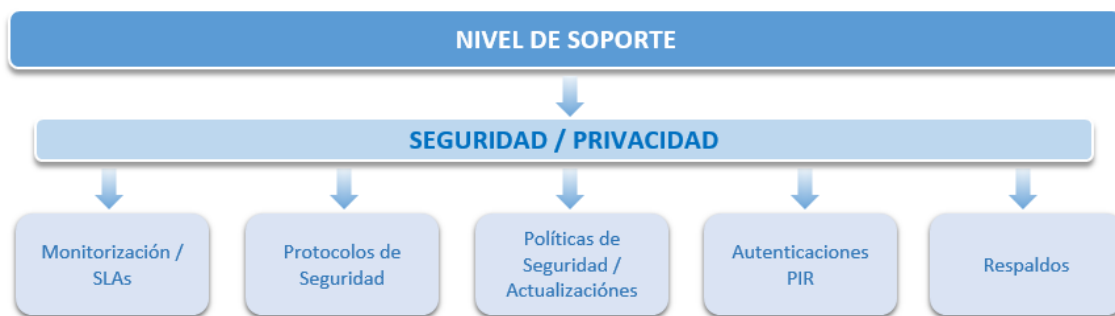 NIVEL DE SOPORTE
SEGURIDAD / PRIVACIDAD
Monitorización /
SLAs
Protocolos de
Seguridad
Políticas de
Seguridad /
Actualizaciónes
Autenticaciones
PIR
Respaldos